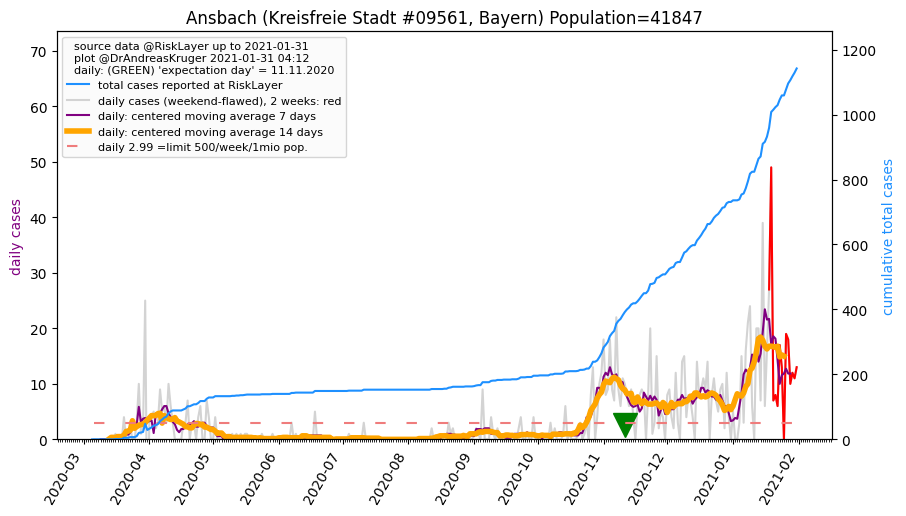 Ansbach (Kreisfreie Stadt #09561, Bayern) Population=41847
source data @RiskLayer up to 2021-01-31
plot @DrAndreasKruger 2021-01-31 04:12
daily: (GREEN) 'expectation day' = 11.11.2020
total cases reported at RiskLayer
daily cases (weekend-flawed), 2 weeks: red
daily: centered moving average 7 days
daily: centered moving average 14 days
daily 2.99 =limit 500/week/1mio pop.
daily cases
70
60
50
40
30
20
10
0
1200
1000
800
600
400
200
0
cumulative total cases
2020-03
2020-04
2020-05
2020-06
2020-07
2020-08
2020-09
2020-10
2020-11
2020-12
2021-01
2021-02